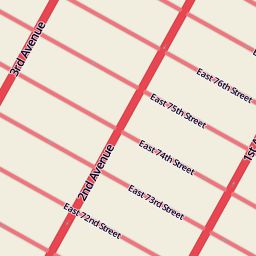 3rd Avenue
East 76th Street
East 75th Street
1st A
East 74th Street
2nd Avenue
East 73rd Street
East 72nd Street